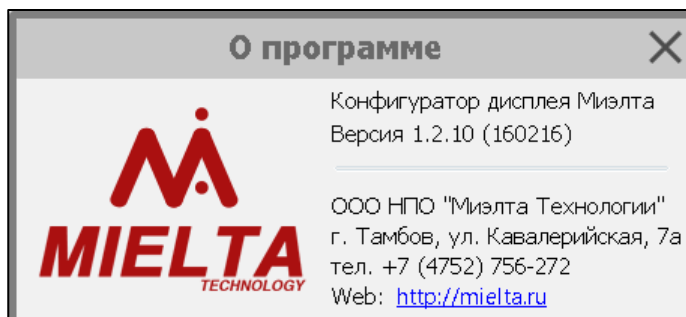 О программе
Конфигуратор дисплея Миэлта
Версия 1.2.10 (160216)
MIELTA
TECHNOLOGY
ООО НПО "Миэлта Технологии"
г. Тамбов, ул. Кавалерийская, 7а
тел. +7 (4752) 756-272
Web: http://mielta.ru